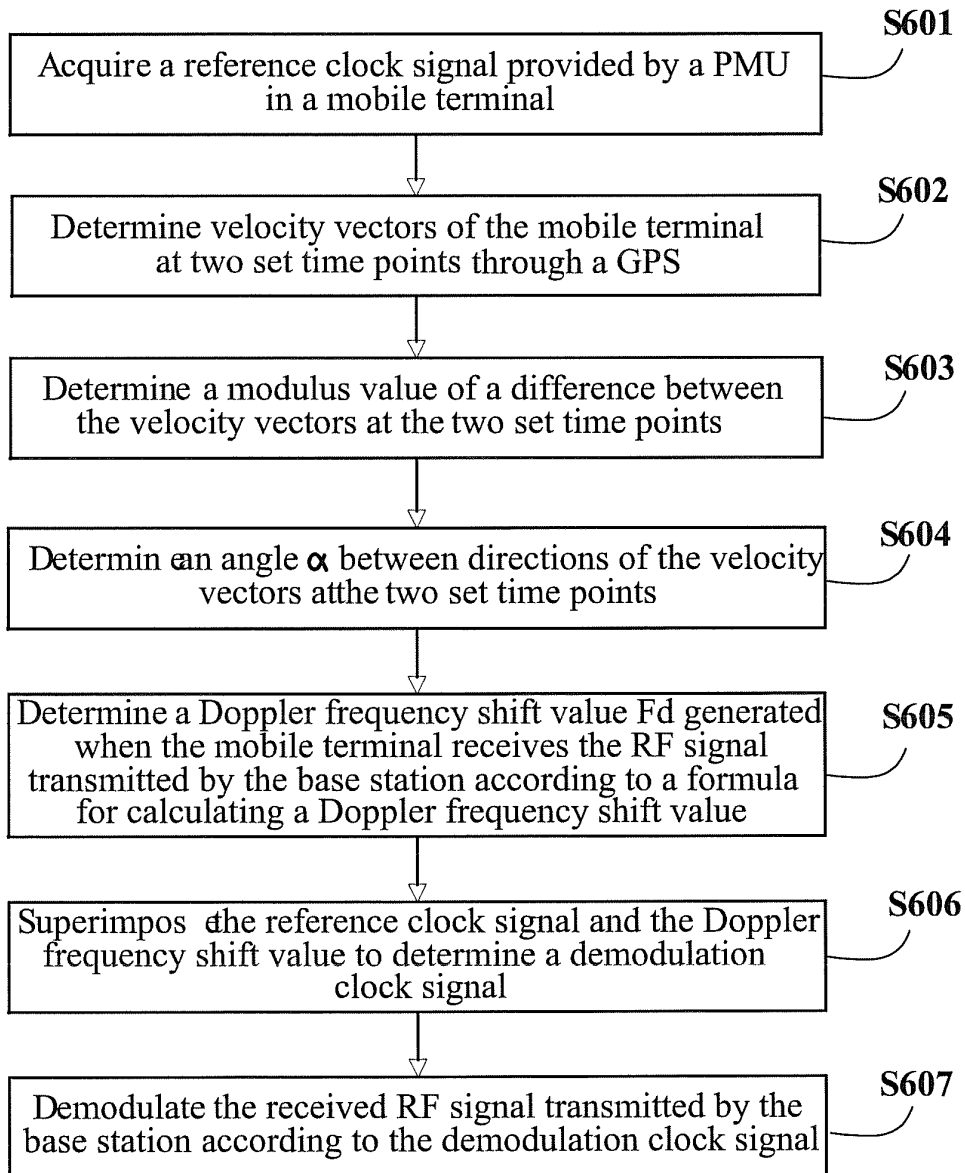 S601
Acquire a reference clock signal provided by a PMU
in a mobile terminal
S602
Determine velocity vectors of the mobile terminal
at two set time points through a GPS
S603
Determine a modulus value of a difference between
the velocity vectors at the two set time points
S604
Determin ean angle α between directions of the velocity
vectors atthe two set time points
S605
Determine a Doppler frequency shift value Fd generated
when the mobile terminal receives the RF signal
transmitted by the base station according to a formula
for calculating a Doppler frequency shift value
S606
Superimpos ethe reference clock signal and the Doppler
frequency shift value to determine a demodulation
clock signal
S607
Demodulate the received RF signal transmitted by the
base station according to the demodulation clock signal